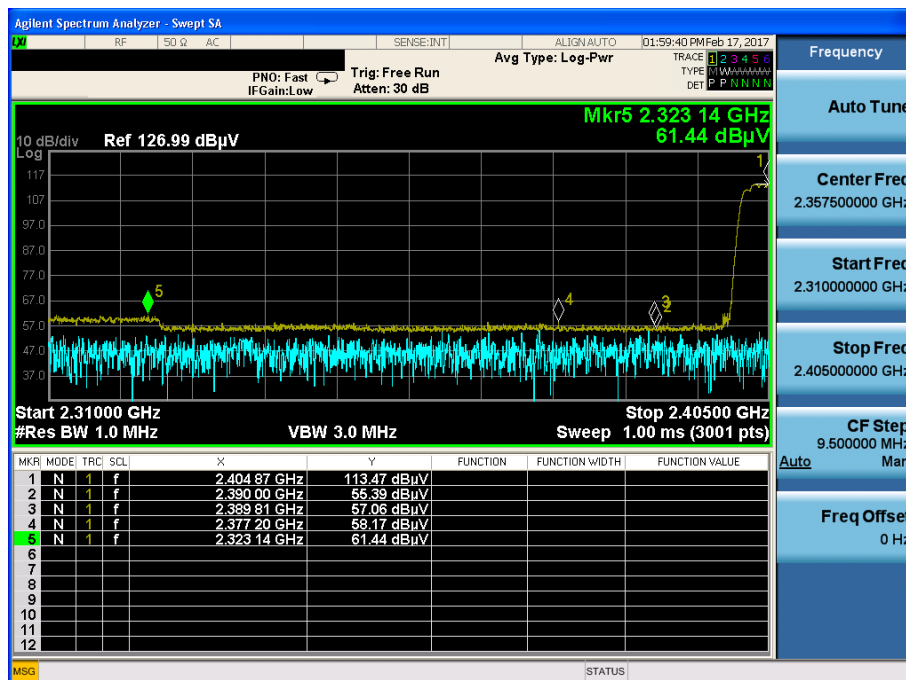 Agilent Spectrum Analyzer - Swept SA
LXI RF 50 Ω AC SENSE:INT ALIGN AUTO 01:59:40 PM Feb 17, 2017
Frequency
Avg Type: Log-Pwr
TRACE 1 2 3 4 5 6
PNO: Fast Trig: Free Run
TYPE M WWWWW
IFGain:Low Atten: 30 dB
DET P P N N N N
Auto Tune
Mkr5 2.323 14 GHz
61.44 dBµV
10 dB/div Ref 126.99 dBµV
Log
1
117
107
97.0
87.0
77.0
67.0
57.0
47.0
37.0
5
4
3
2
Center Freq
2.357500000 GHz
Start Freq
2.310000000 GHz
Stop Freq
2.405000000 GHz
Start 2.31000 GHz Stop 2.40500 GHz
#Res BW 1.0 MHz VBW 3.0 MHz Sweep 1.00 ms (3001 pts)
CF Step
9.500000 MHz
Auto Man
MKR MODE TRC SCL X Y FUNCTION FUNCTION WIDTH FUNCTION VALUE
1 N 1 f 2.404 87 GHz 113.47 dBµV
2 N 1 f 2.390 00 GHz 55.39 dBµV
3 N 1 f 2.389 81 GHz 57.06 dBµV
4 N 1 f 2.377 20 GHz 58.17 dBµV
5 N 1 f 2.323 14 GHz 61.44 dBµV
6
7
8
9
10
11
12
Freq Offset
0 Hz
MSG STATUS